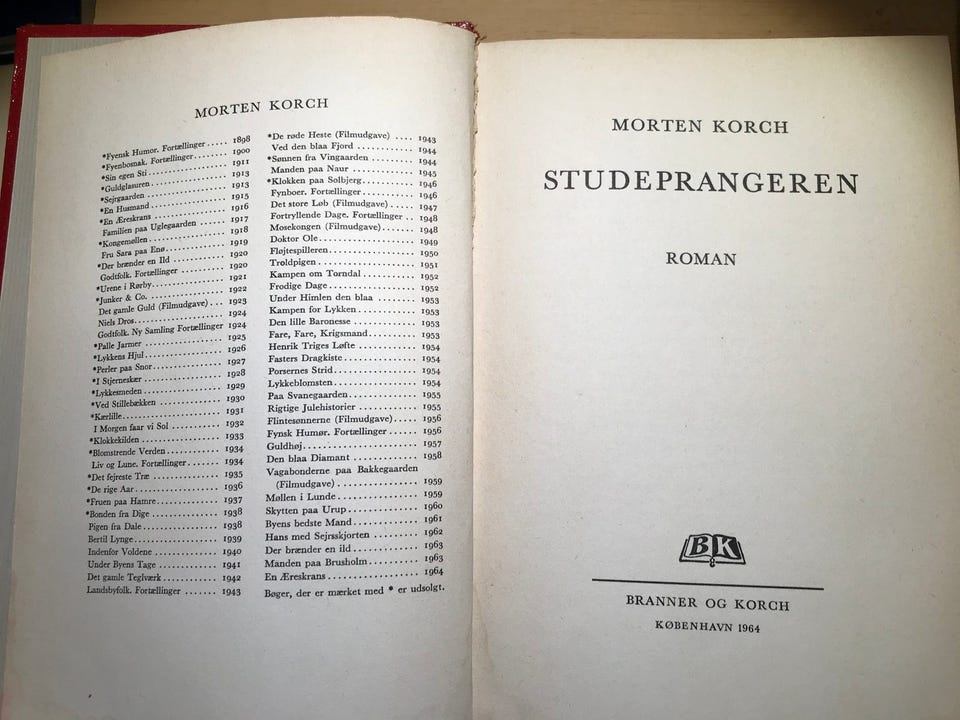 MORTEN KORCH
*Fyensk Humor. Fortællinger ..... 1898
*Fyenbosnak. Fortællinger ....... 1900
*Sin egen Sti .................... 1911
*Guldglasuren .................... 1913
*Sejrgaarden ..................... 1913
*En Husmand ..................... 1915
*En Æreskrans ................... 1916
Familien paa Uglegaarden ...... 1917
*Kongemøllen ..................... 1918
Fru Sara paa Enø ................ 1919
*Der brænder en Ild .............. 1920
Godtfolk. Fortællinger .......... 1920
*Urene i Rørby ................... 1921
*Junker & Co. .................... 1922
Det gamle Guld (Filmudgave) ... 1923
Niels Dros ....................... 1924
Godtfolk. Ny Samling Fortællinger 1924
*Palle Jarmer .................... 1925
*Lykkens Hjul .................... 1926
*Perler paa Snor .................. 1927
*I Stjerneskær .................... 1928
*Lykkesmeden .................... 1929
*Ved Stillebækken ................ 1930
*Kærlille ......................... 1931
I Morgen faar vi Sol ............ 1932
*Klokkekilden .................... 1933
*Blomstrende Verden .............. 1934
Liv og Lune. Fortællinger ....... 1934
*Det fejreste Træ ................. 1935
*De rige Aar ...................... 1936
*Fruen paa Hamre ................. 1937
*Bonden fra Dige .................. 1938
Pigen fra Dale .................... 1938
Bertil Lynge ...................... 1939
Indenfor Voldene ................. 1940
Under Byens Tage ................ 1941
Det gamle Teglværk .............. 1942
Landsbyfolk. Fortællinger ....... 1943
*De røde Heste (Filmudgave) .... 1943
Ved den blaa Fjord .............. 1944
*Sønnen fra Vingaarden .......... 1944
Manden paa Naur ................ 1945
*Klokken paa Solbjerg ............ 1946
Fynboer. Fortællinger ........... 1946
Det store Løb (Filmudgave) ..... 1947
Fortryllende Dage. Fortællinger .. 1948
Mosekongen (Filmudgave) ....... 1948
Doktor Ole ...................... 1949
Fløjtespilleren ................... 1950
Troldpigen ...................... 1951
Kampen om Torndal ............. 1952
Frodige Dage .................... 1952
Under Himlen den blaa ......... 1953
Kampen for Lykken ............. 1953
Den lille Baronesse .............. 1953
Fare, Fare, Krigsmand ........... 1953
Henrik Triges Løfte .............. 1954
Fasters Dragkiste ................ 1954
Porsernes Strid .................. 1954
Lykkeblomsten .................. 1954
Paa Svanegaarden ............... 1955
Rigtige Julehistorier ............. 1955
Flintesønnerne (Filmudgave) ..... 1956
Fynsk Humør. Fortællinger ...... 1956
Guldhøj ......................... 1957
Den blaa Diamant ............... 1958
Vagabonderne paa Bakkegaarden
(Filmudgave) .................. 1959
Møllen i Lunde .................. 1959
Skytten paa Urup ................ 1960
Byens bedste Mand .............. 1961
Hans med Sejrsskjorten .......... 1962
Der brænder en ild ............... 1963
Manden paa Brusholm ........... 1963
En Æreskrans ................... 1964
Bøger, der er mærket med * er udsolgt.
MORTEN KORCH
STUDEPRANGEREN
ROMAN
B&K
BRANNER OG KORCH
KØBENHAVN 1964